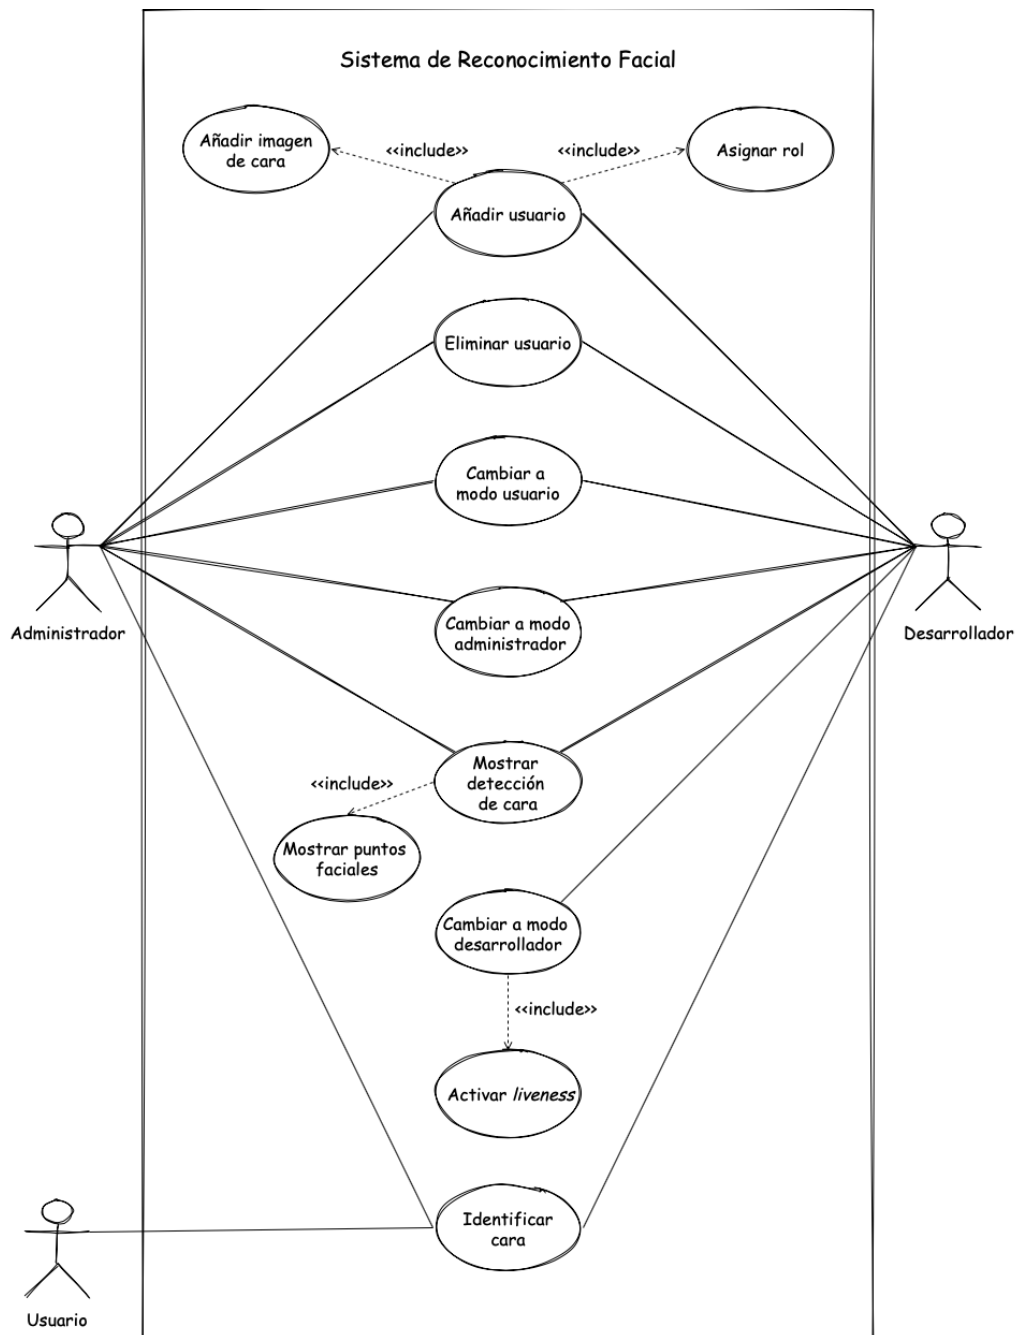 Sistema de Reconocimiento Facial
Añadir imagen
de cara
<<include>>
<<include>>
Asignar rol
Añadir usuario
Eliminar usuario
Cambiar a
modo usuario
Administrador
Desarrollador
Cambiar a modo
administrador
Mostrar
detección
de cara
<<include>>
Mostrar puntos
faciales
Cambiar a modo
desarrollador
<<include>>
Activar liveness
Identificar
cara
Usuario